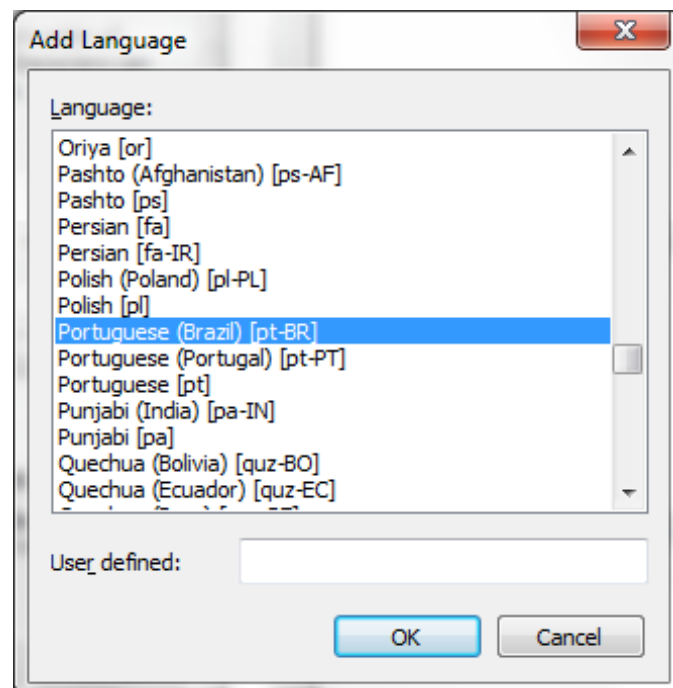 Add Language
Language:
Oriya [or]
Pashto (Afghanistan) [ps-AF]
Pashto [ps]
Persian [fa]
Persian [fa-IR]
Polish (Poland) [pl-PL]
Polish [pl]
Portuguese (Brazil) [pt-BR]
Portuguese (Portugal) [pt-PT]
Portuguese [pt]
Punjabi (India) [pa-IN]
Punjabi [pa]
Quechua (Bolivia) [quz-BO]
Quechua (Ecuador) [quz-EC]
User defined:
OK Cancel